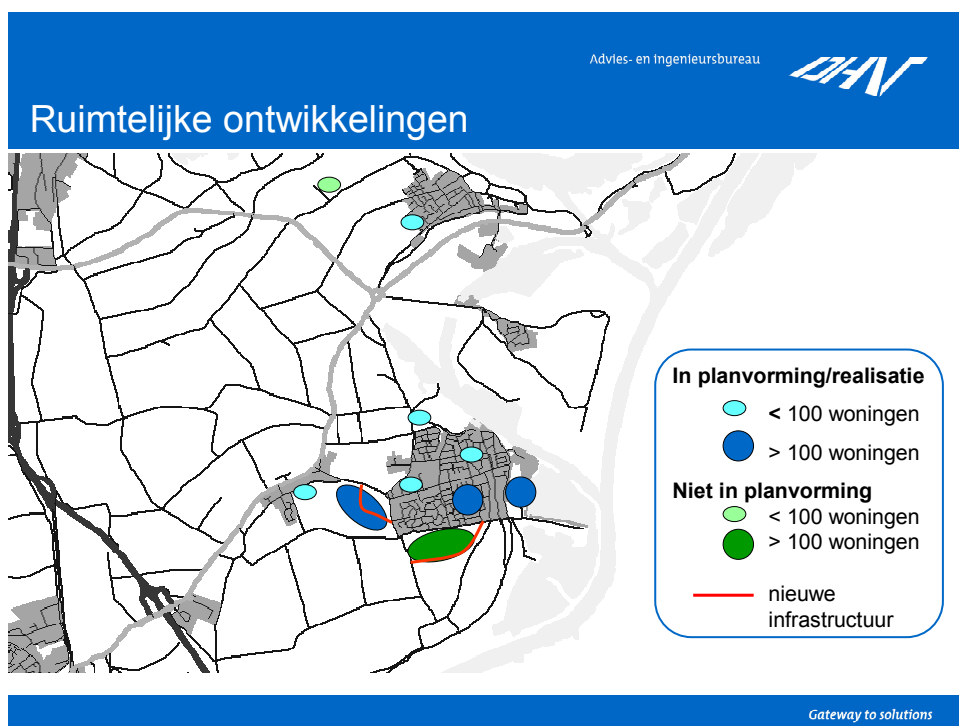 Advies- en ingenieursbureau
DHV
Ruimtelijke ontwikkelingen
In planvorming/realisatie
< 100 woningen
> 100 woningen
Niet in planvorming
< 100 woningen
> 100 woningen
nieuwe
infrastructuur
Gateway to solutions